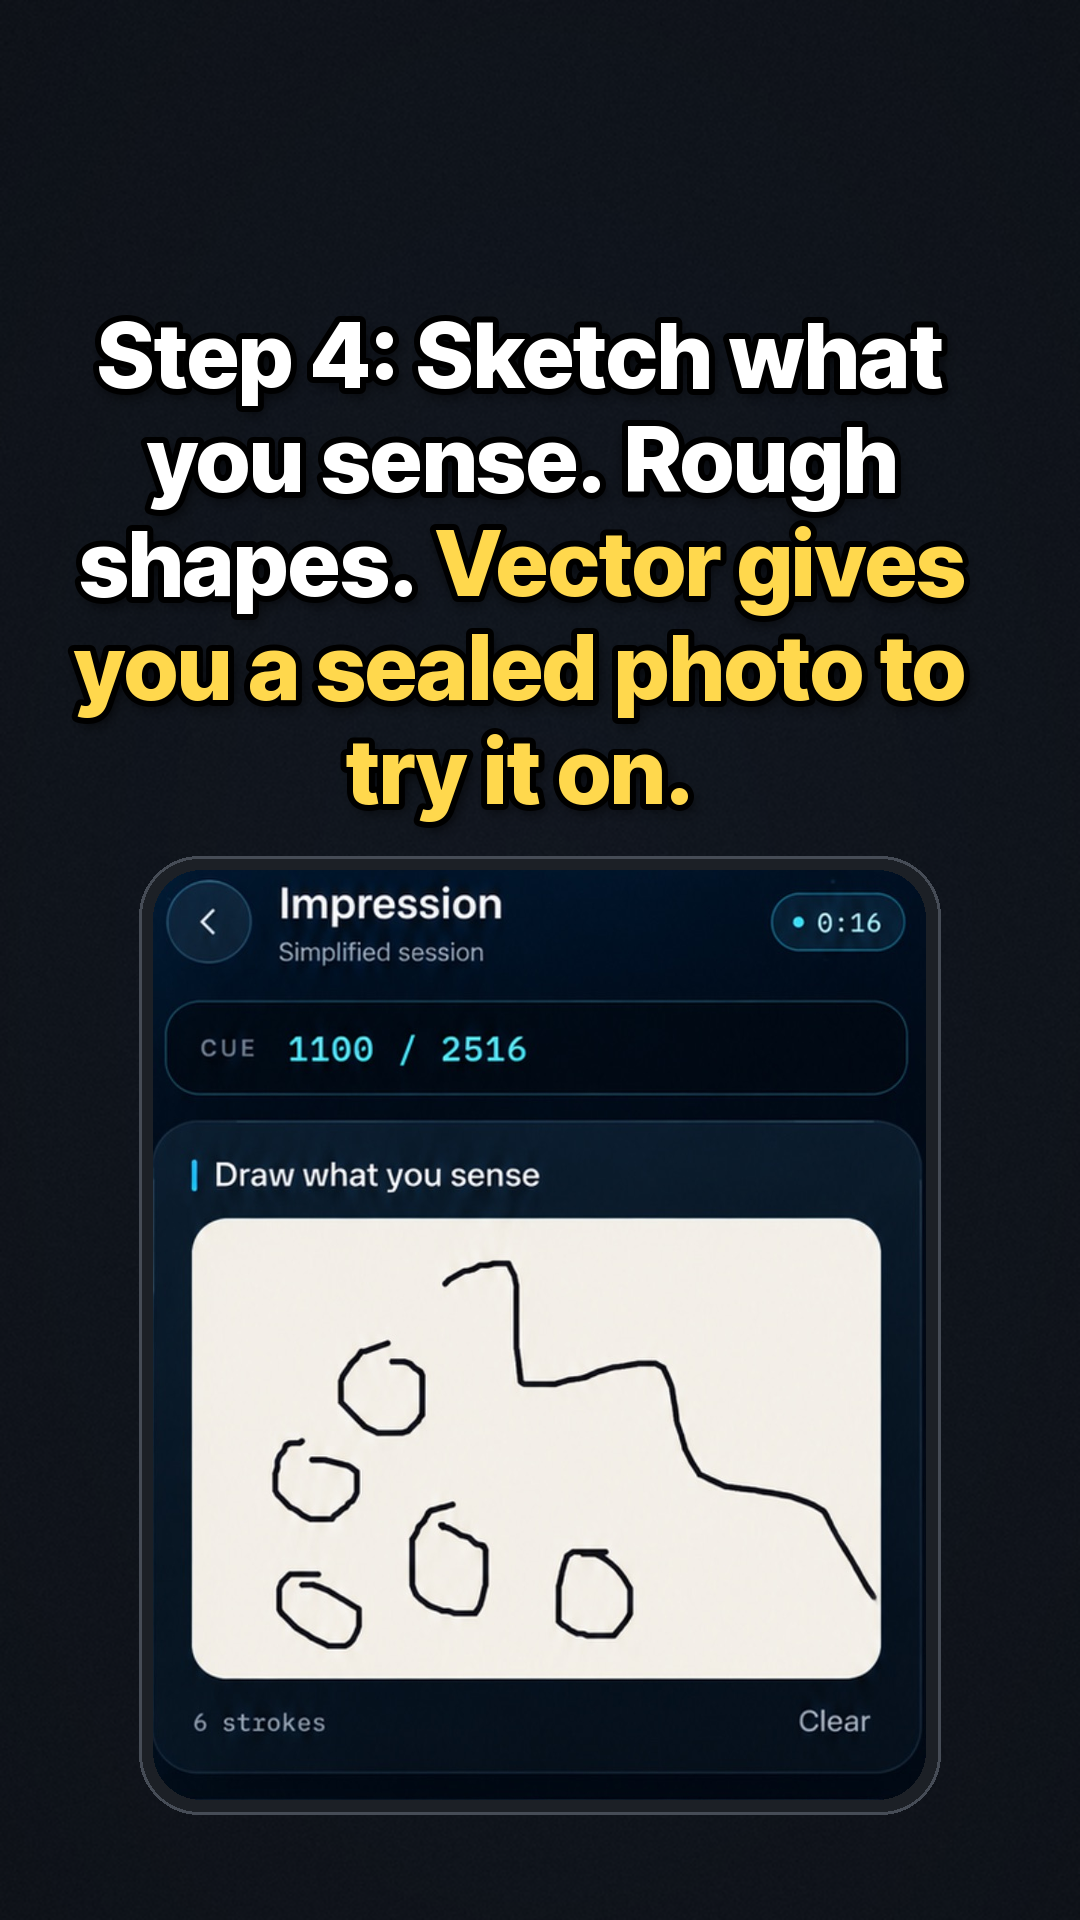 Step 4: Sketch what
you sense. Rough
shapes. Vector gives
you a sealed photo to
try it on.
Impression
Simplified session
0:16
CUE 1100 / 2516
Draw what you sense
6 strokes
Clear